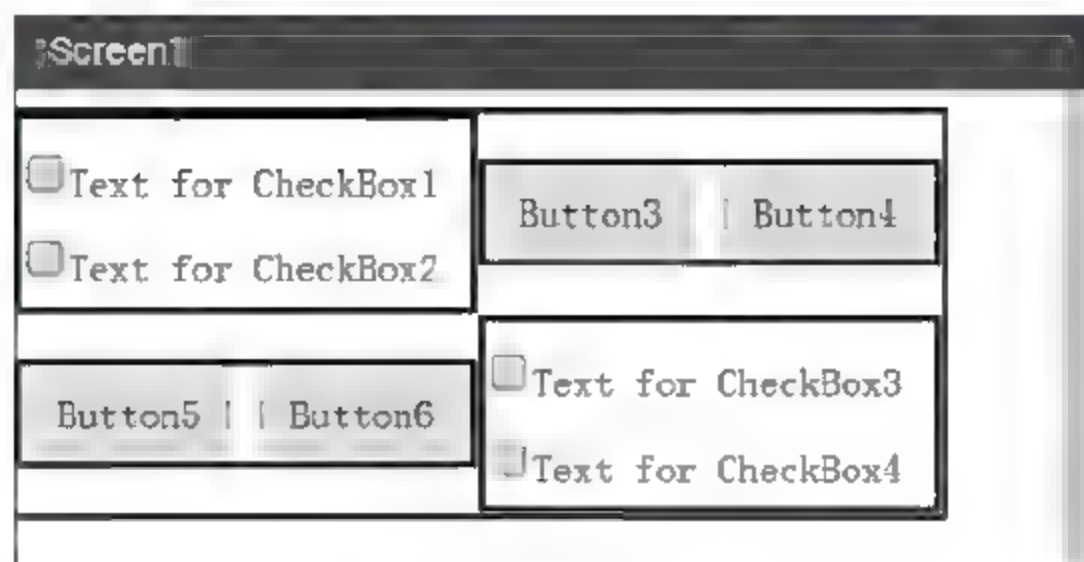 Screen1
Text for CheckBox1
Text for CheckBox2
Button3 Button4
Button5 Button6
Text for CheckBox3
Text for CheckBox4